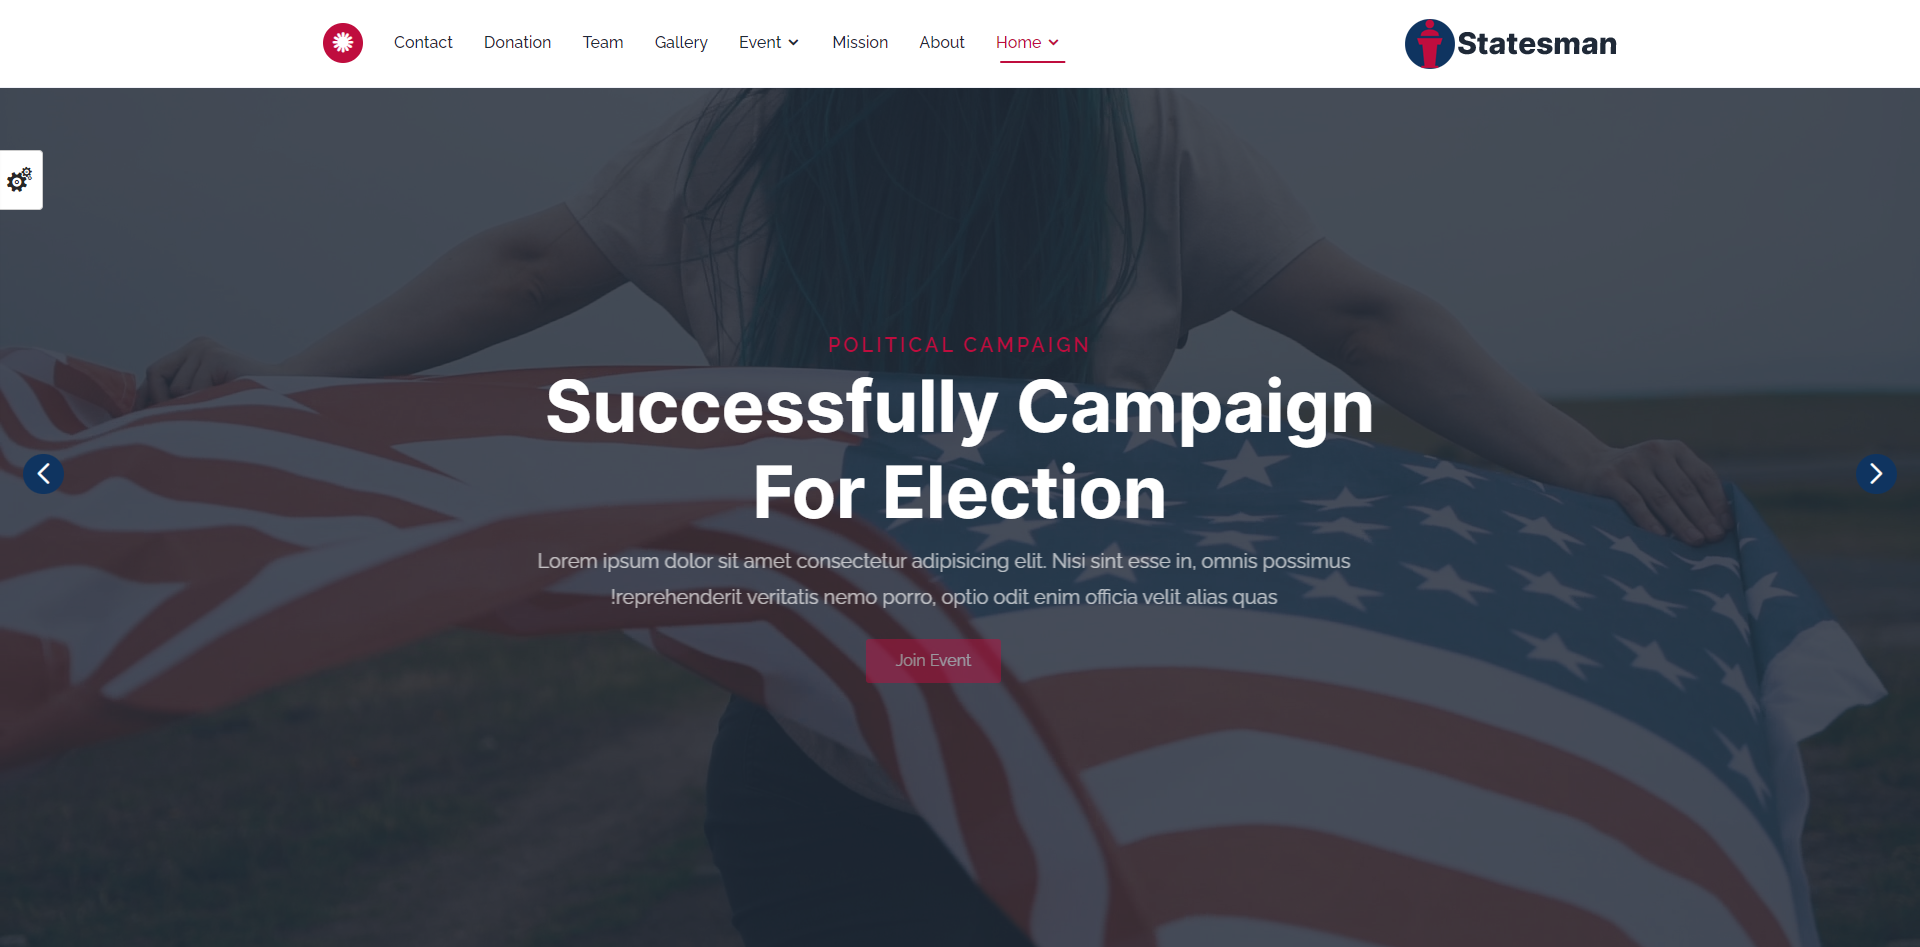 Contact Donation Team Gallery Event Mission About Home
Statesman
POLITICAL CAMPAIGN
Successfully Campaign
For Election
Lorem ipsum dolor sit amet consectetur adipisicing elit. Nisi sint esse in, omnis possimus
!reprehenderit veritatis nemo porro, optio odit enim officia velit alias quas
Join Event